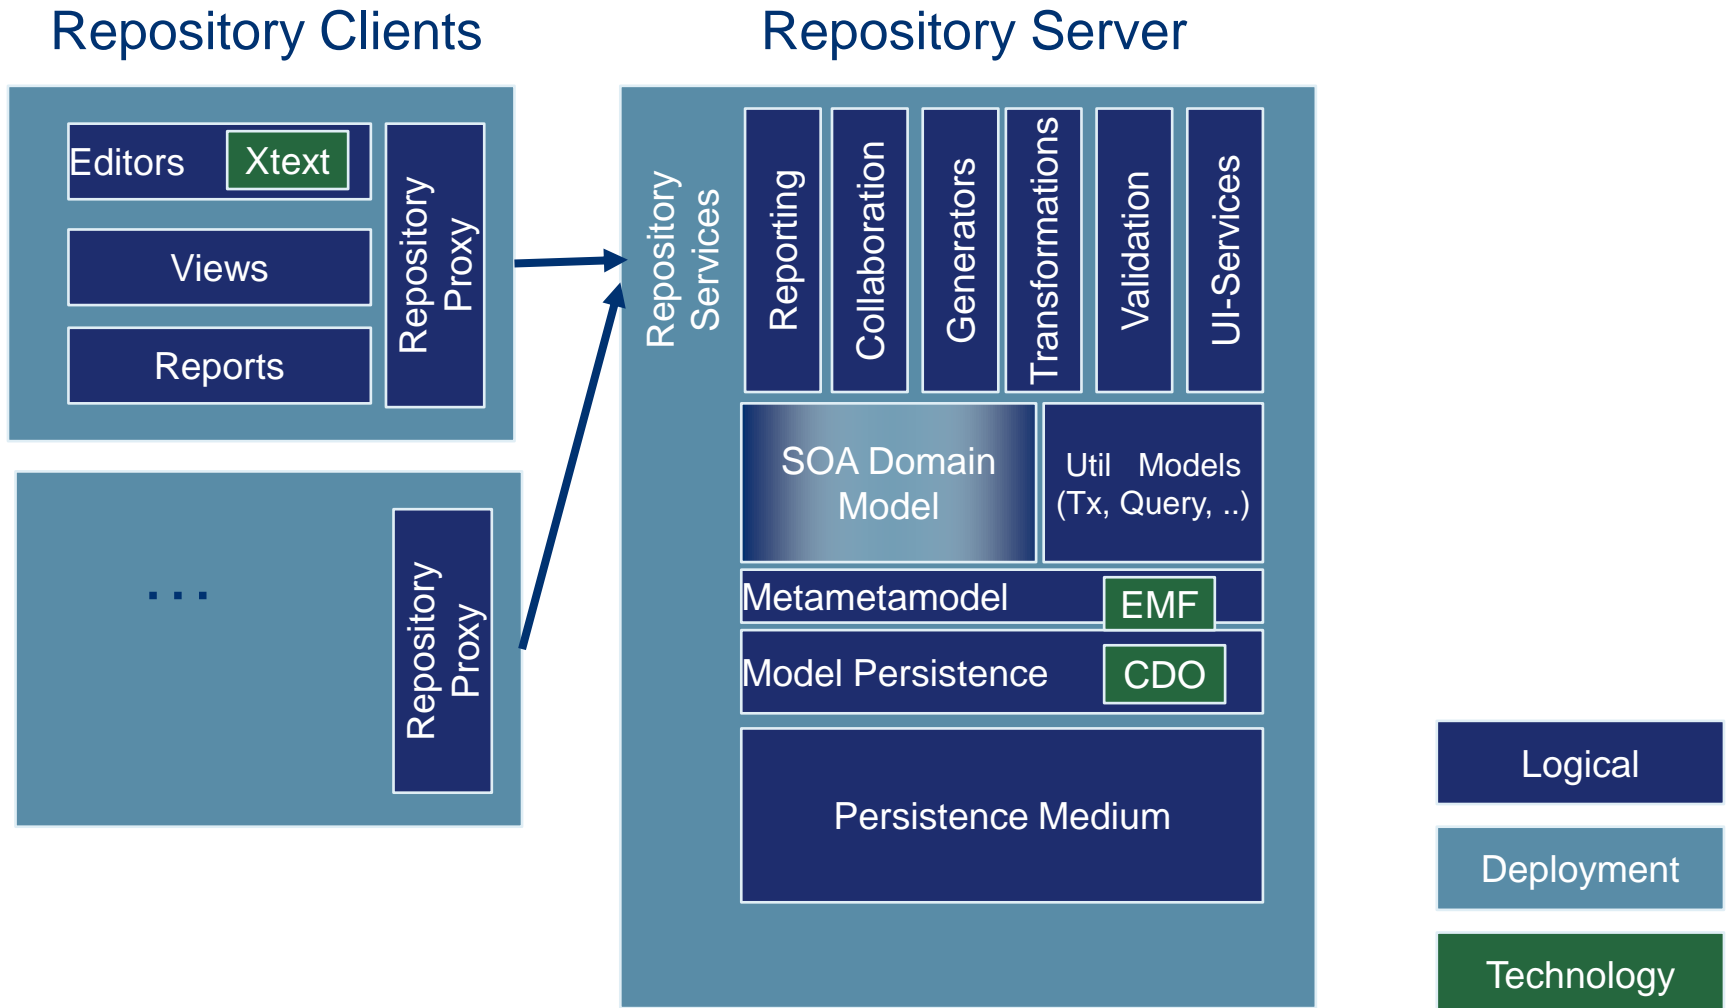 Repository Clients
Repository Server
Editors
Xtext
Views
Reports
Repository
Proxy
...
Repository
Proxy
Repository
Services
Reporting
Collaboration
Generators
Transformations
Validation
UI-Services
SOA Domain
Model
Util Models
(Tx, Query, ..)
Metametamodel
EMF
Model Persistence
CDO
Persistence Medium
Logical
Deployment
Technology